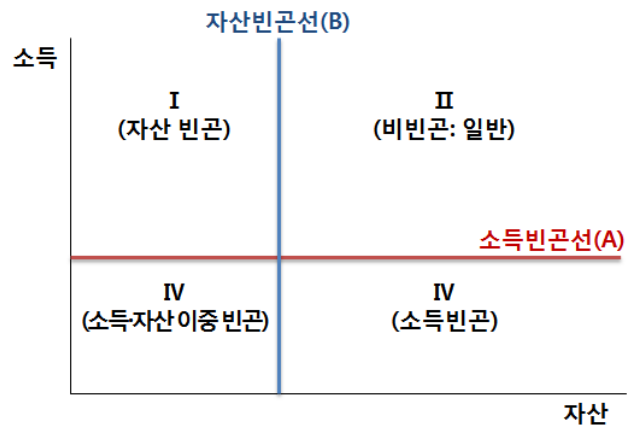 자산빈곤선(B)
소득
Ⅰ
(자산 빈곤)
Ⅱ
(비빈곤: 일반)
소득빈곤선(A)
Ⅳ
(소득·자산 이중 빈곤)
Ⅳ
(소득빈곤)
자산